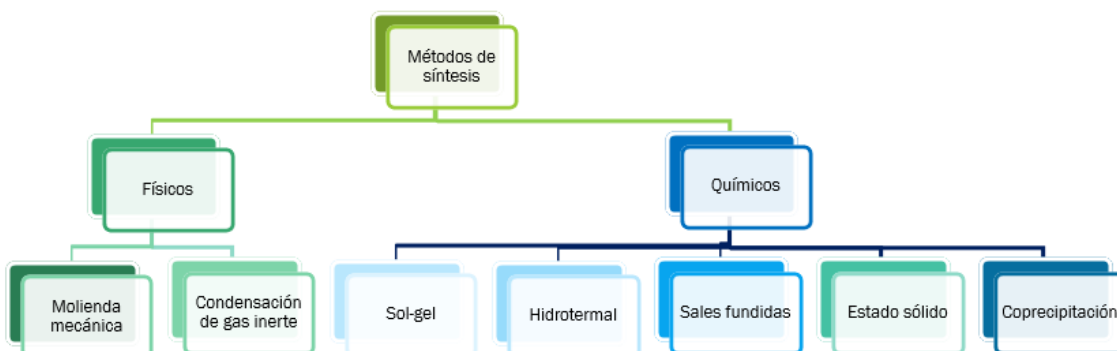 Métodos de
síntesis
Físicos
Químicos
Molienda
mecánica
Condensación
de gas inerte
Sol-gel
Hidrotermal
Sales fundidas
Estado sólido
Coprecipitación